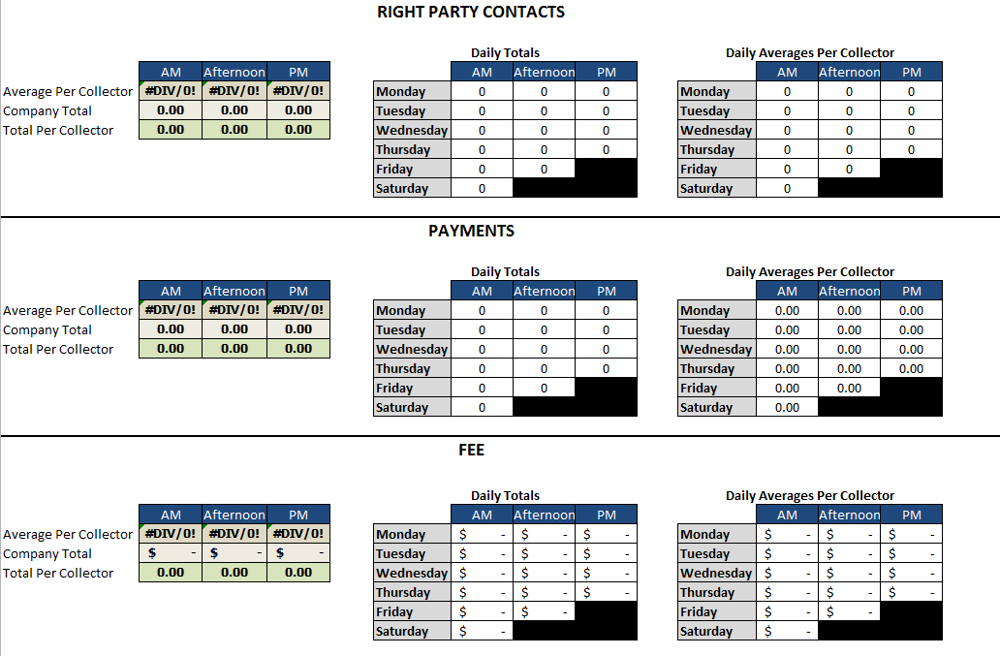 RIGHT PARTY CONTACTS
Daily Totals Daily Averages Per Collector
AM Afternoon PM AM Afternoon PM AM Afternoon PM
Average Per Collector #DIV/0! #DIV/0! #DIV/0! Monday 0 0 0 Monday 0 0 0
Company Total 0.00 0.00 0.00 Tuesday 0 0 0 Tuesday 0 0 0
Total Per Collector 0.00 0.00 0.00 Wednesday 0 0 0 Wednesday 0 0 0
Thursday 0 0 0 Thursday 0 0 0
Friday 0 0 Friday 0 0
Saturday 0 Saturday 0
PAYMENTS
Daily Totals Daily Averages Per Collector
AM Afternoon PM AM Afternoon PM AM Afternoon PM
Average Per Collector #DIV/0! #DIV/0! #DIV/0! Monday 0 0 0 Monday 0.00 0.00 0.00
Company Total 0.00 0.00 0.00 Tuesday 0 0 0 Tuesday 0.00 0.00 0.00
Total Per Collector 0.00 0.00 0.00 Wednesday 0 0 0 Wednesday 0.00 0.00 0.00
Thursday 0 0 0 Thursday 0.00 0.00 0.00
Friday 0 0 Friday 0.00 0.00
Saturday 0 Saturday 0.00
FEE
Daily Totals Daily Averages Per Collector
AM Afternoon PM AM Afternoon PM AM Afternoon PM
Average Per Collector #DIV/0! #DIV/0! #DIV/0! Monday $ - $ - $ - Monday $ - $ - $ -
Company Total $ - $ - $ - Tuesday $ - $ - $ - Tuesday $ - $ - $ -
Total Per Collector 0.00 0.00 0.00 Wednesday $ - $ - $ - Wednesday $ - $ - $ -
Thursday $ - $ - $ - Thursday $ - $ - $ -
Friday $ - $ - Friday $ - $ -
Saturday $ - Saturday $ -